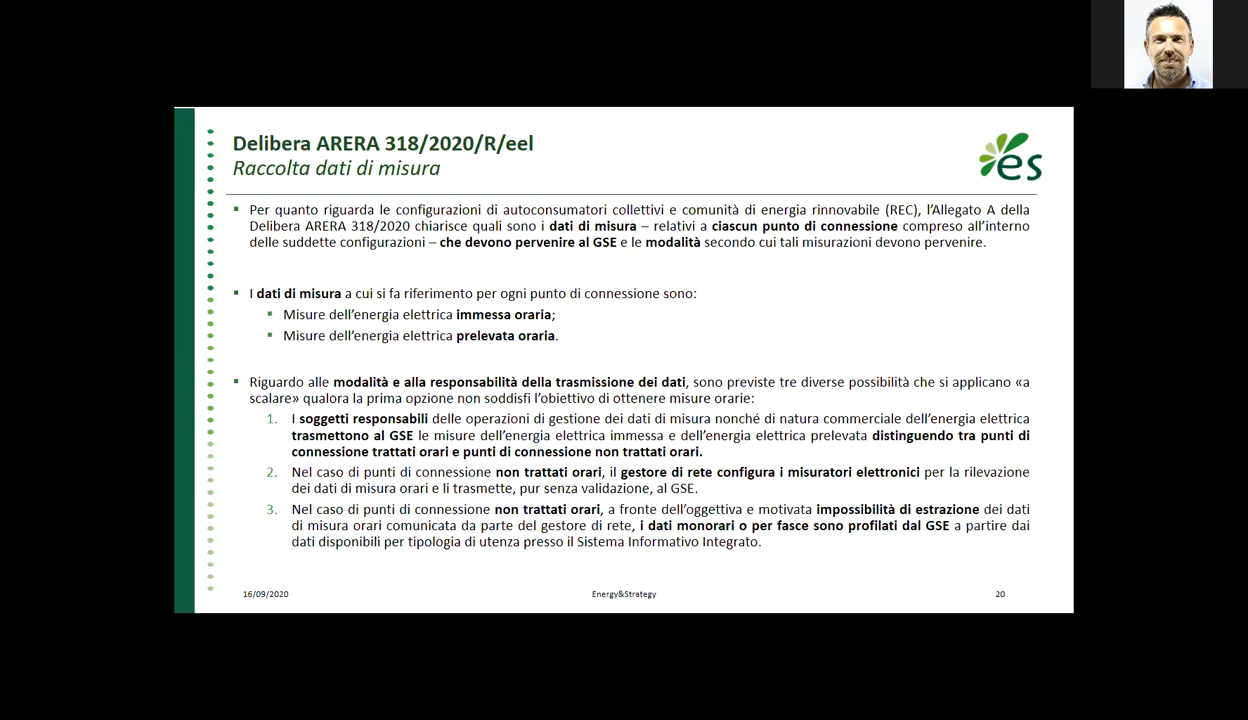 Delibera ARERA 318/2020/R/eel
Raccolta dati di misura
es
▪ Per quanto riguarda le configurazioni di autoconsumatori collettivi e comunità di energia rinnovabile (REC), l'Allegato A della
Delibera ARERA 318/2020 chiarisce quali sono i dati di misura – relativi a ciascun punto di connessione compreso all'interno
delle suddette configurazioni – che devono pervenire al GSE e le modalità secondo cui tali misurazioni devono pervenire.
▪ I dati di misura a cui si fa riferimento per ogni punto di connessione sono:
▪ Misure dell'energia elettrica immessa oraria;
▪ Misure dell'energia elettrica prelevata oraria.
▪ Riguardo alle modalità e alla responsabilità della trasmissione dei dati, sono previste tre diverse possibilità che si applicano «a
scalare» qualora la prima opzione non soddisfi l'obiettivo di ottenere misure orarie:
1. I soggetti responsabili delle operazioni di gestione dei dati di misura nonché di natura commerciale dell'energia elettrica
trasmettono al GSE le misure dell'energia elettrica immessa e dell'energia elettrica prelevata distinguendo tra punti di
connessione trattati orari e punti di connessione non trattati orari.
2. Nel caso di punti di connessione non trattati orari, il gestore di rete configura i misuratori elettronici per la rilevazione
dei dati di misura orari e li trasmette, pur senza validazione, al GSE.
3. Nel caso di punti di connessione non trattati orari, a fronte dell'oggettiva e motivata impossibilità di estrazione dei dati
di misura orari comunicata da parte del gestore di rete, i dati monorari o per fasce sono profilati dal GSE a partire dai
dati disponibili per tipologia di utenza presso il Sistema Informativo Integrato.
16/09/2020
Energy&Strategy
20